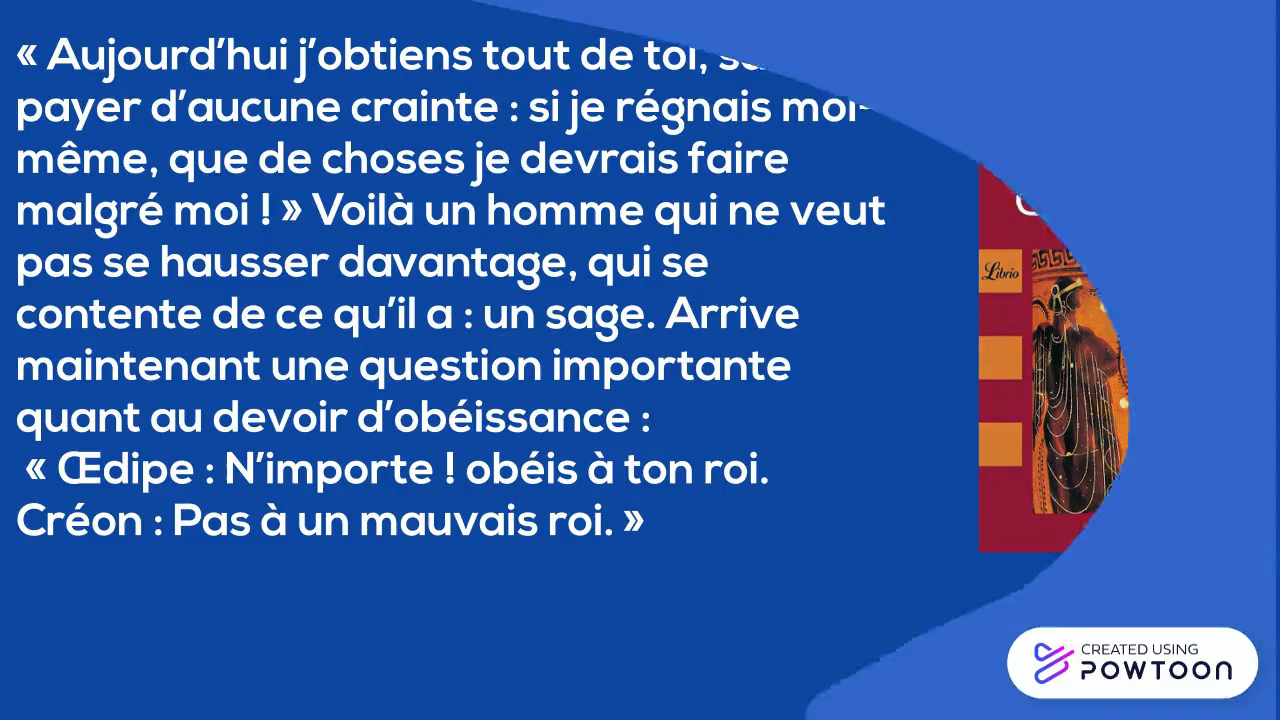 « Aujourd’hui j’obtiens tout de toi,
payer d’aucune crainte : si je régnais moi-
même, que de choses je devrais faire
malgré moi ! » Voilà un homme qui ne veut
pas se hausser davantage, qui se
contente de ce qu’il a : un sage. Arrive
maintenant une question importante
quant au devoir d’obéissance :
« Œdipe : N’importe ! obéis à ton roi.
Créon : Pas à un mauvais roi. »
Librio
CREATED USING
POWTOON